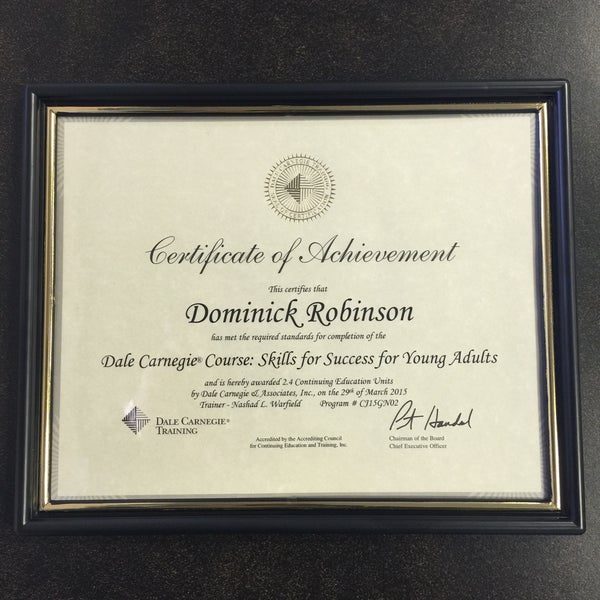 Certificate of Achievement
This certifies that
Dominick Robinson
has met the required standards for completion of the
Dale Carnegie® Course: Skills for Success for Young Adults
and is hereby awarded 2.4 Continuing Education Units
by Dale Carnegie & Associates, Inc., on the 29th of March 2015
Trainer - Nashad L. Warfield Program # CJ15GN02
DALE CARNEGIE®
TRAINING
Accredited by the Accrediting Council
for Continuing Education and Training, Inc.
Chairman of the Board
Chief Executive Officer